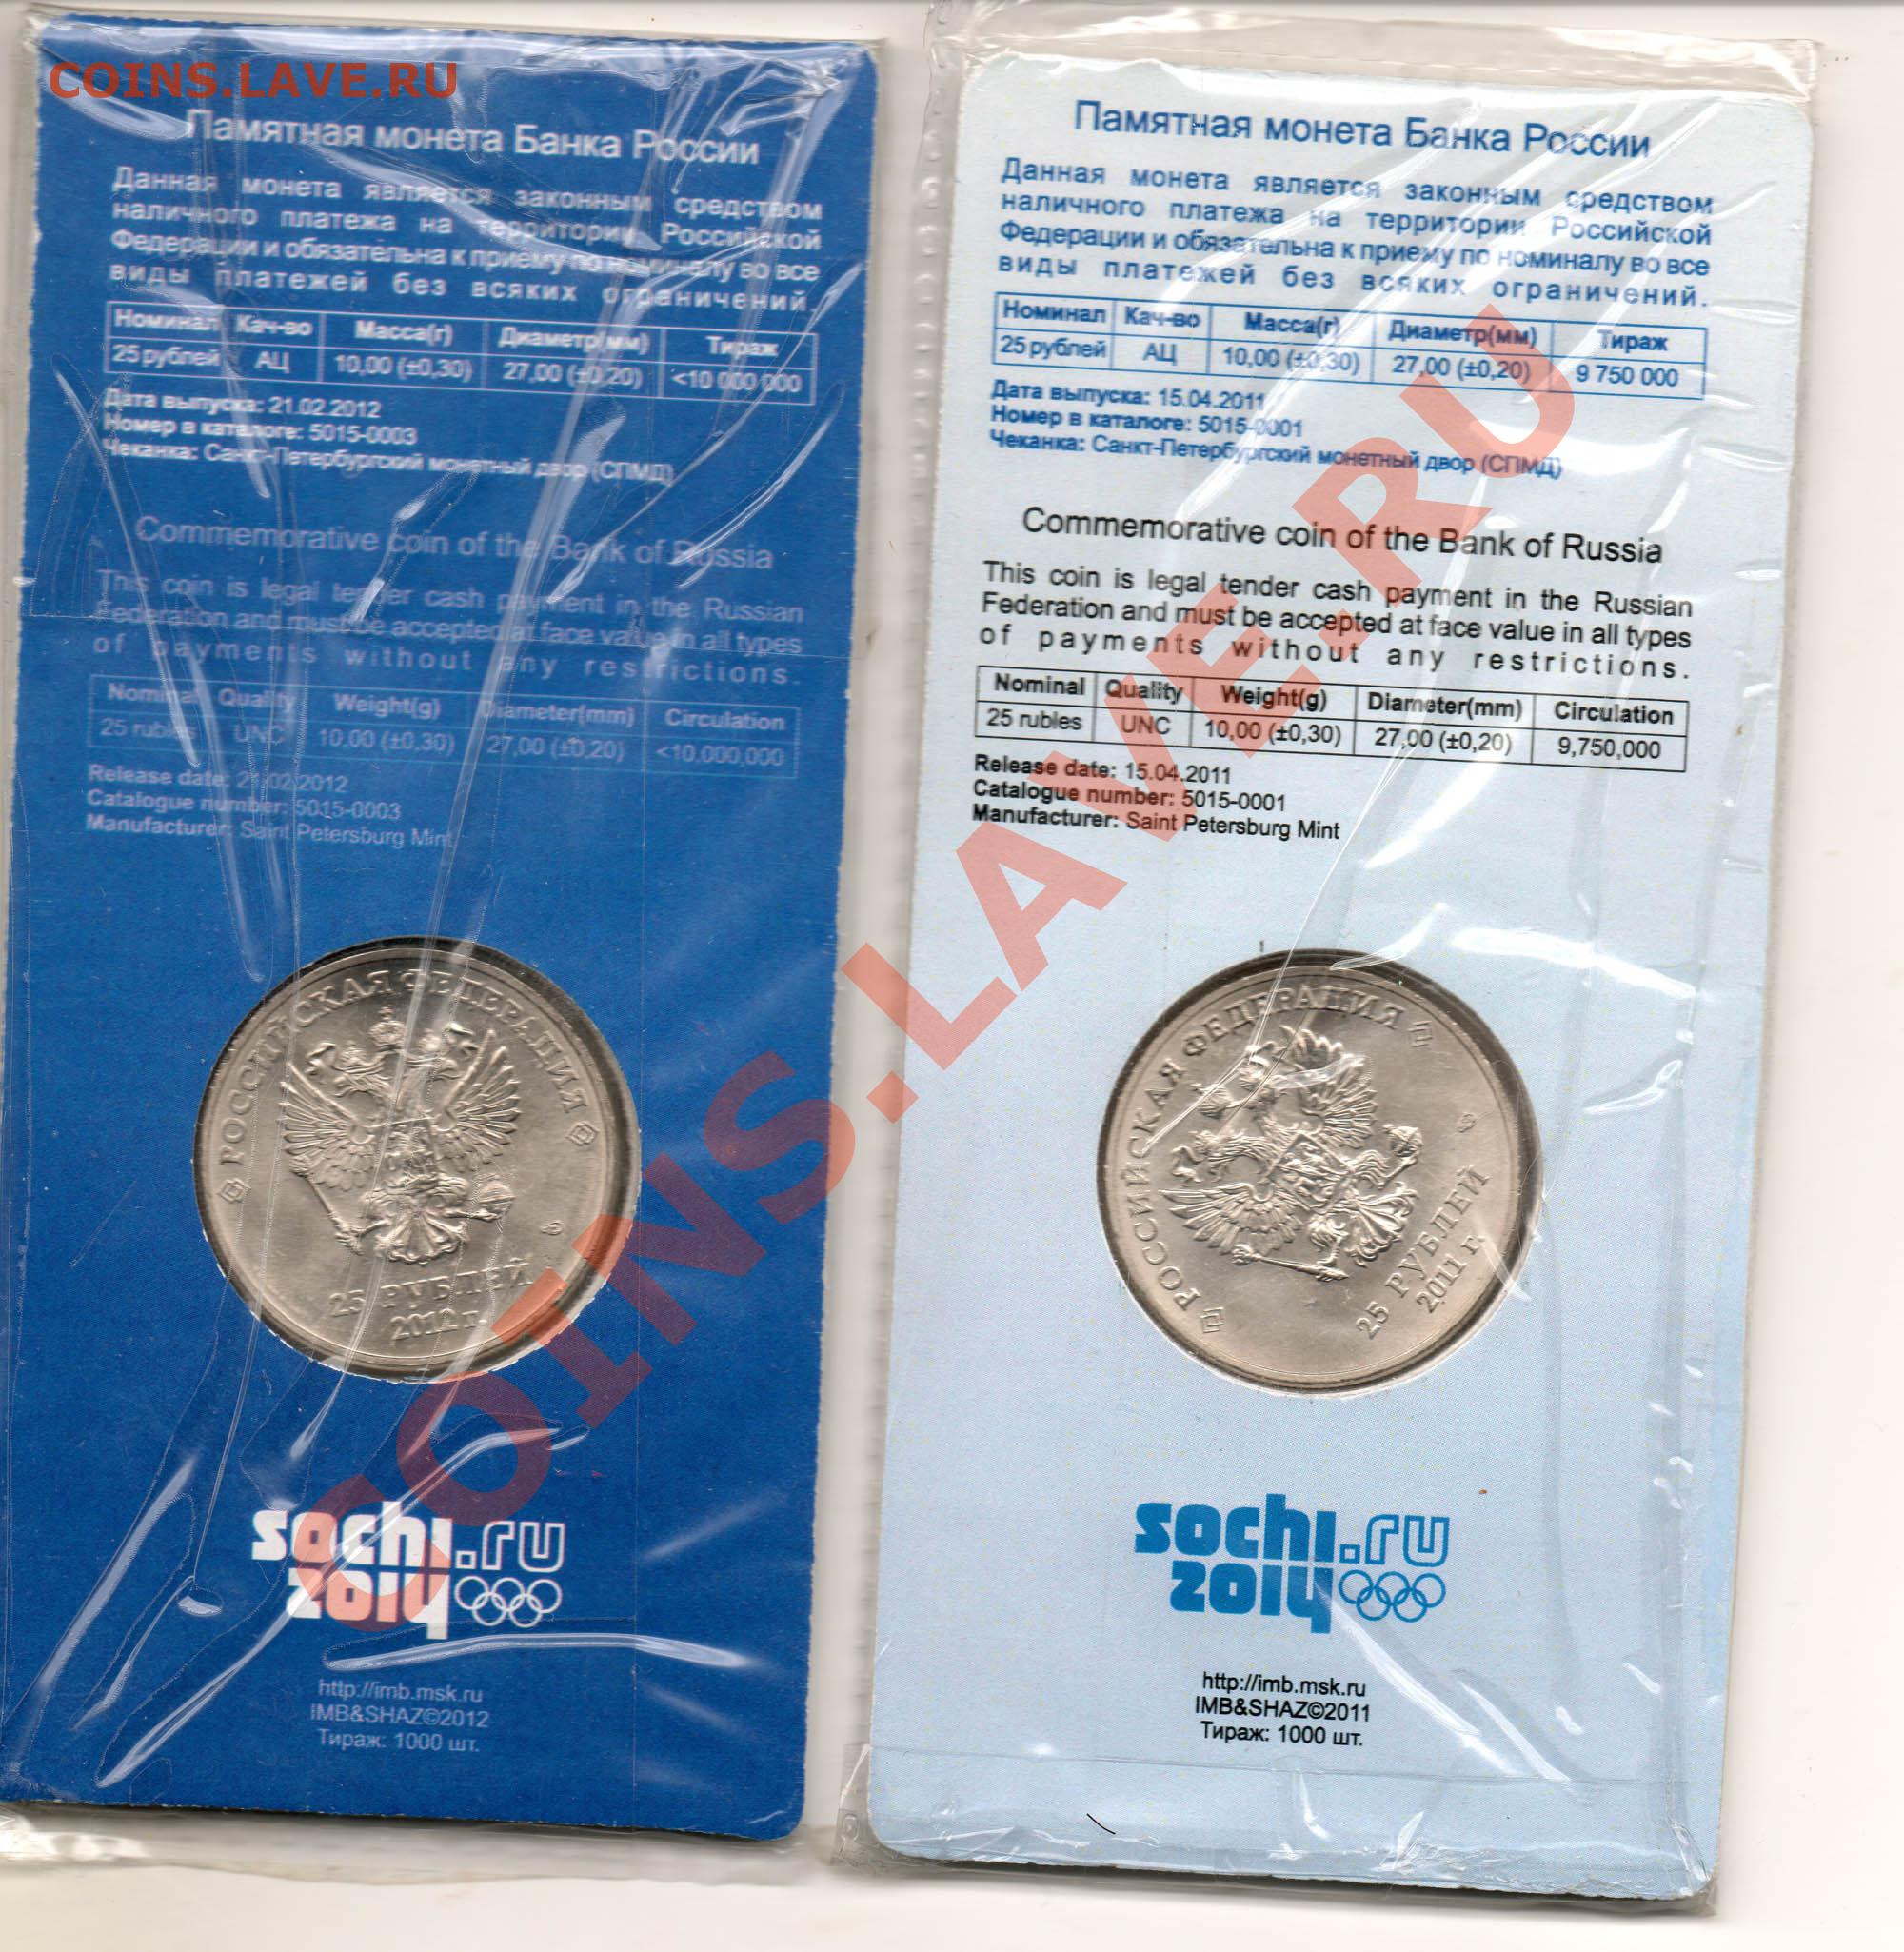 COINS.LAVE.RU
Памятная монета Банка России
Данная монета является законным средством
наличного платежа на территории Российской
Федерации и обязательна к приему по номиналу во все
виды платежей без всяких ограничений.
Номинал Кач-во Масса(г) Диаметр(мм) Тираж
25 рублей АЦ 10,00 (±0,30) 27,00 (±0,20) <10 000 000
Дата выпуска: 21.02.2012
Номер в каталоге: 5015-0003
Чеканка: Санкт-Петербургский монетный двор (СПМД)
Commemorative coin of the Bank of Russia
This coin is legal tender cash payment in the Russian
Federation and must be accepted at face value in all types
of payments without any restrictions.
Nominal Quality Weight(g) Diameter(mm) Circulation
25 rubles UNC 10.00 (±0,30) 27,00 (±0,20) <10,000,000
Release date: 21.02.2012
Catalogue number: 5015-0003
Manufacturer: Saint Petersburg Mint
РОССИЙСКАЯ ФЕДЕРАЦИЯ
25 РУБЛЕЙ
2012 г.
sochi.ru
2014
http://imb.msk.ru
IMB&SHAZ©2012
Тираж: 1000 шт.
Памятная монета Банка России
Данная монета является законным средством
наличного платежа на территории Российской
Федерации и обязательна к приему по номиналу во все
виды платежей без всяких ограничений.
Номинал Кач-во Масса(г) Диаметр(мм) Тираж
25 рублей АЦ 10,00 (±0,30) 27,00 (±0,20) 9 750 000
Дата выпуска: 15.04.2011
Номер в каталоге: 5015-0001
Чеканка: Санкт-Петербургский монетный двор (СПМД)
Commemorative coin of the Bank of Russia
This coin is legal tender cash payment in the Russian
Federation and must be accepted at face value in all types
of payments without any restrictions.
Nominal Quality Weight(g) Diameter(mm) Circulation
25 rubles UNC 10,00 (±0,30) 27,00 (±0,20) 9,750,000
Release date: 15.04.2011
Catalogue number: 5015-0001
Manufacturer: Saint Petersburg Mint
РОССИЙСКАЯ ФЕДЕРАЦИЯ
25 РУБЛЕЙ
2011 г.
sochi.ru
2014
http://imb.msk.ru
IMB&SHAZ©2011
Тираж: 1000 шт.
COINS.LAVE.RU